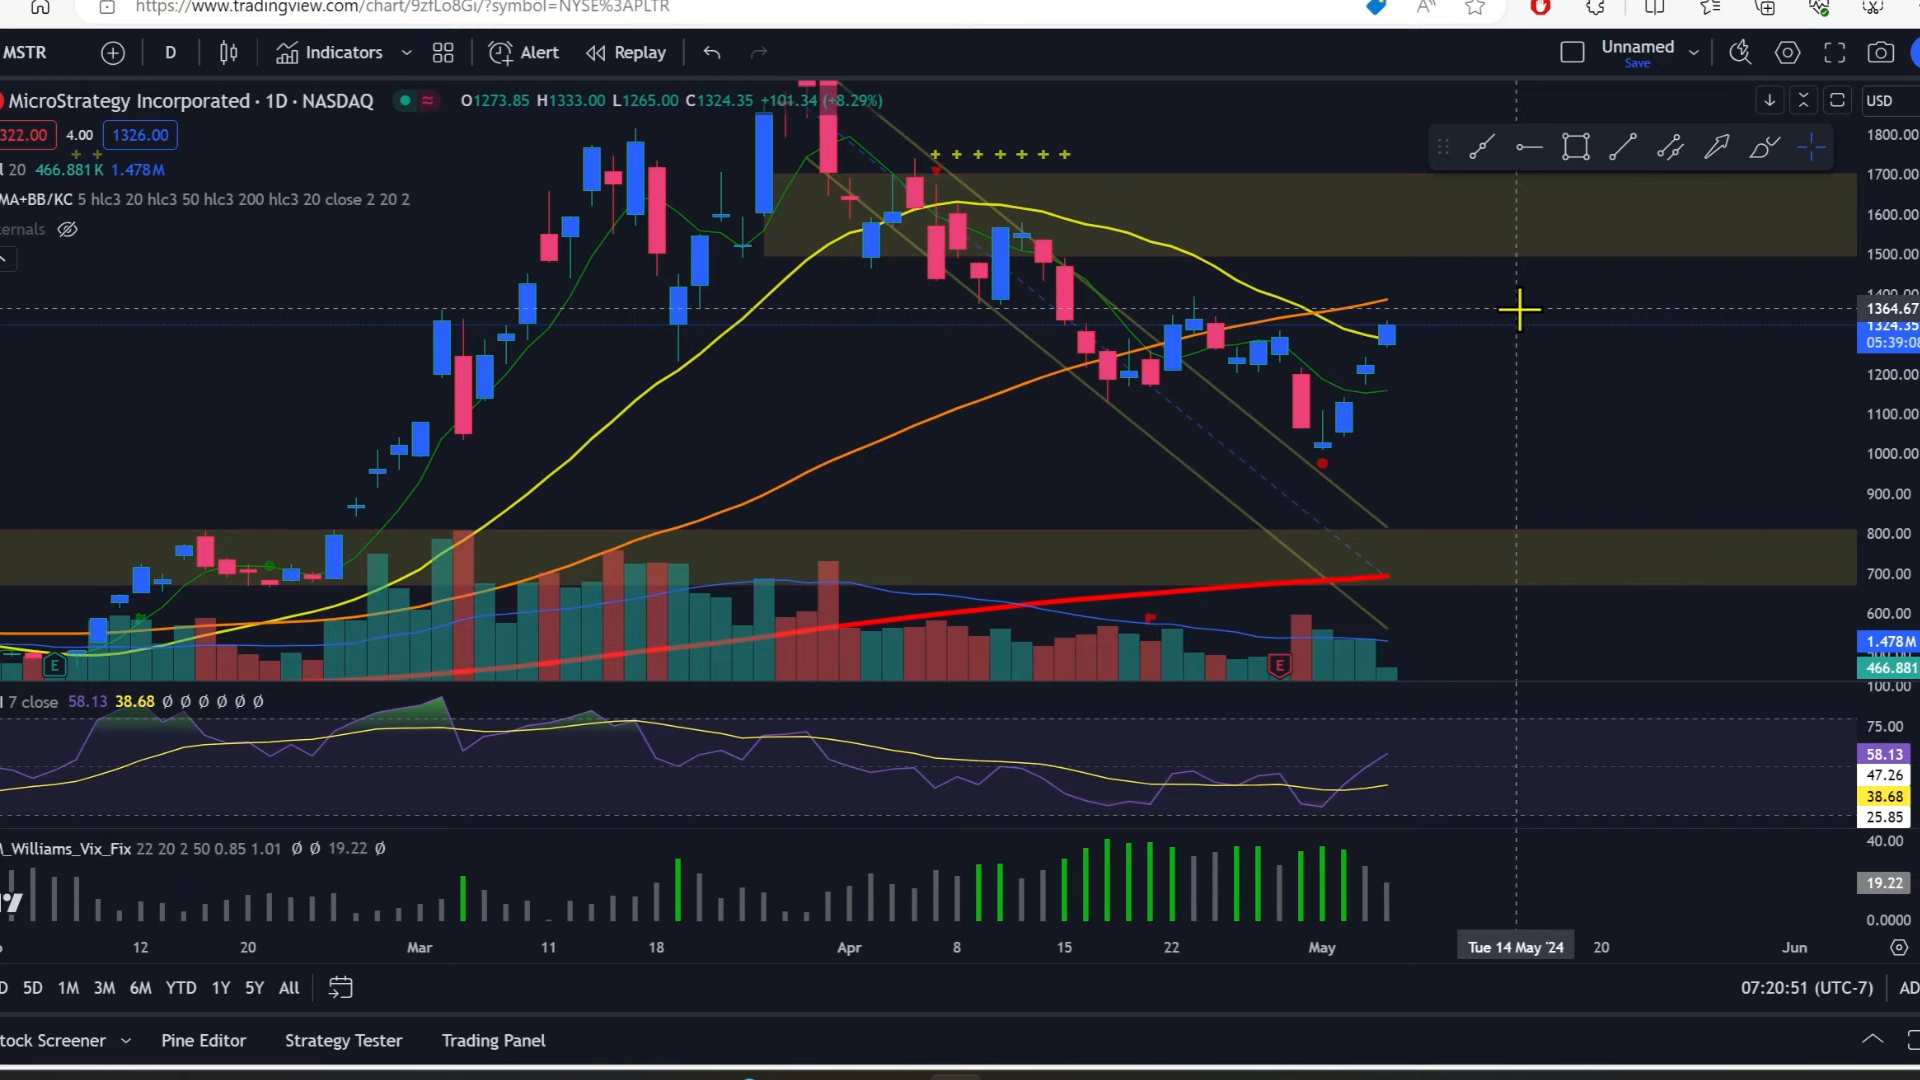 https://www.tradingview.com/chart/9zfLo8Gi/?symbol=NYSE%3APLTR
MSTR D Indicators Alert Replay Unnamed
Save
MicroStrategy Incorporated · 1D · NASDAQ O1273.85 H1333.00 L1265.00 C1324.35 +101.34 (+8.29%) USD
322.00 4.00 1326.00
20 466.881K 1.478M
MA+BB/KC 5 hlc3 20 hlc3 50 hlc3 200 hlc3 20 close 2 20 2
ternals
1800.00
1700.00
1600.00
1500.00
1400.00
1364.67
1324.35
05:39:08
1200.00
1100.00
1000.00
900.00
800.00
700.00
600.00
1.478M
466.881
E E
7 close 58.13 38.68 Ø Ø Ø Ø Ø Ø
100.00
75.00
58.13
47.26
38.68
25.85
_Williams_Vix_Fix 22 20 2 50 0.85 1.01 Ø Ø 19.22 Ø
40.00
19.22
0.0000
12 20 Mar 11 18 Apr 8 15 22 May Tue 14 May '24 20 Jun
D 5D 1M 3M 6M YTD 1Y 5Y All 07:20:51 (UTC-7) AD
tock Screener Pine Editor Strategy Tester Trading Panel